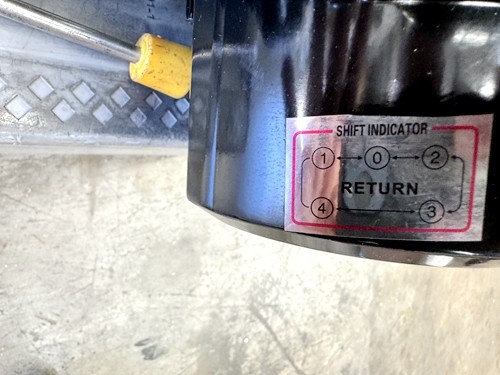 SHIFT INDICATOR
1 0 2
RETURN
4 3